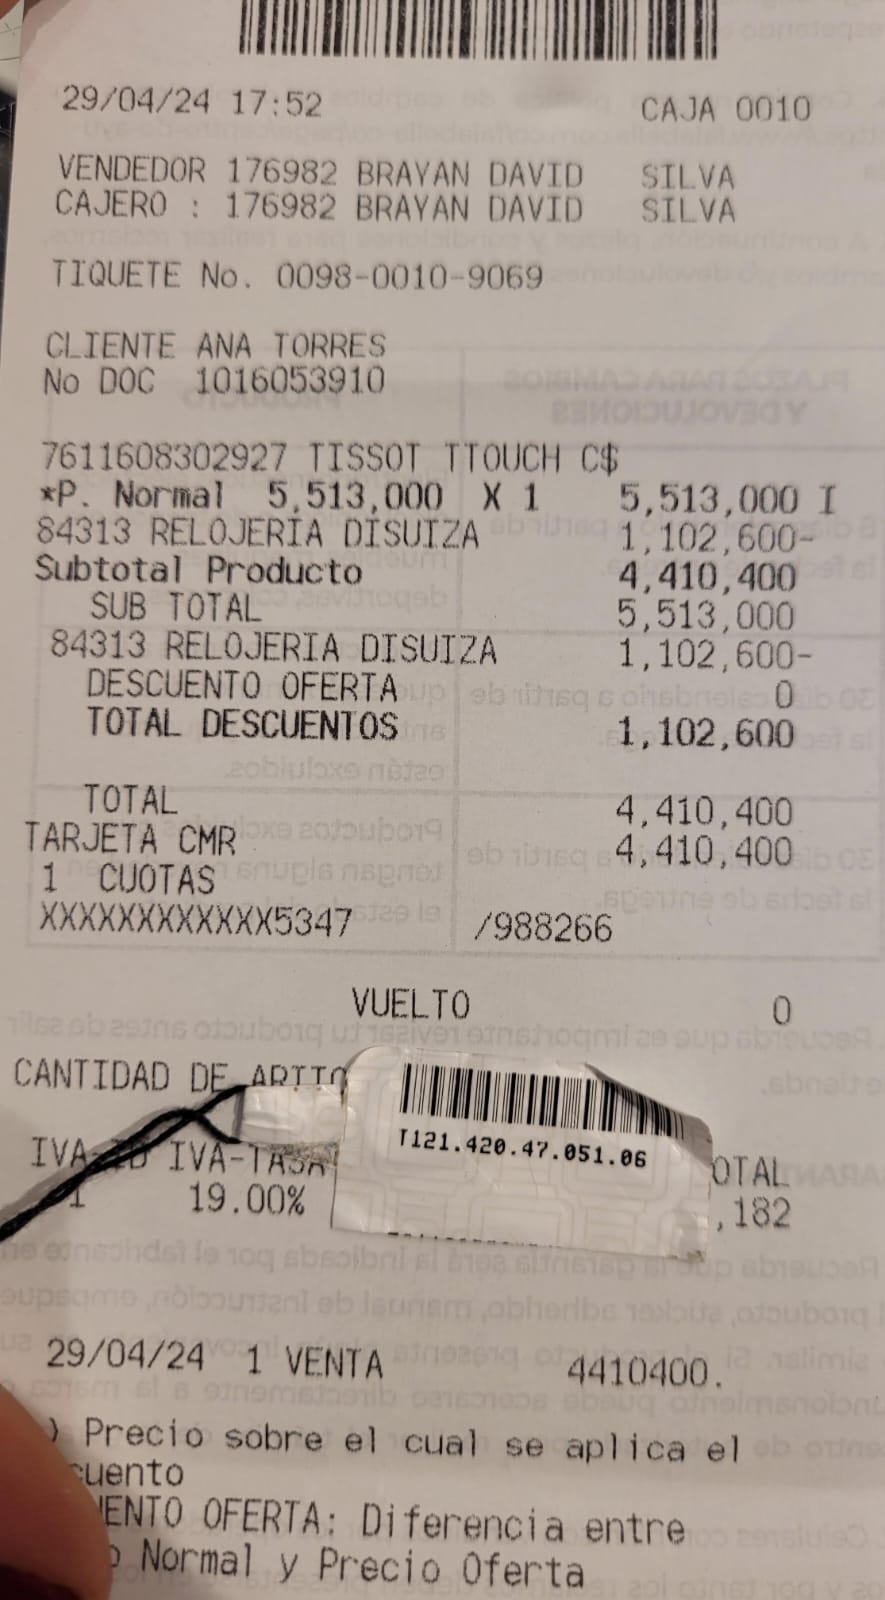 29/04/24 17:52 CAJA 0010
VENDEDOR 176982 BRAYAN DAVID SILVA
CAJERO : 176982 BRAYAN DAVID SILVA
TIQUETE No. 0098-0010-9069
CLIENTE ANA TORRES
No DOC 1016053910
7611608302927 TISSOT TTOUCH C$
*P. Normal 5,513,000 X 1 5,513,000 I
84313 RELOJERIA DISUIZA 1,102,600-
Subtotal Producto 4,410,400
SUB TOTAL 5,513,000
84313 RELOJERIA DISUIZA 1,102,600-
DESCUENTO OFERTA 0
TOTAL DESCUENTOS 1,102,600
TOTAL 4,410,400
TARJETA CMR 4,410,400
1 CUOTAS
XXXXXXXXXXXX5347 /988266
VUELTO 0
CANTIDAD DE ARTIC
T121.420.47.051.06
IVA- IVA-TASA OTAL
1 19.00% ,182
29/04/24 1 VENTA 4410400.
) Precio sobre el cual se aplica el
cuento
ENTO OFERTA: Diferencia entre
o Normal y Precio Oferta